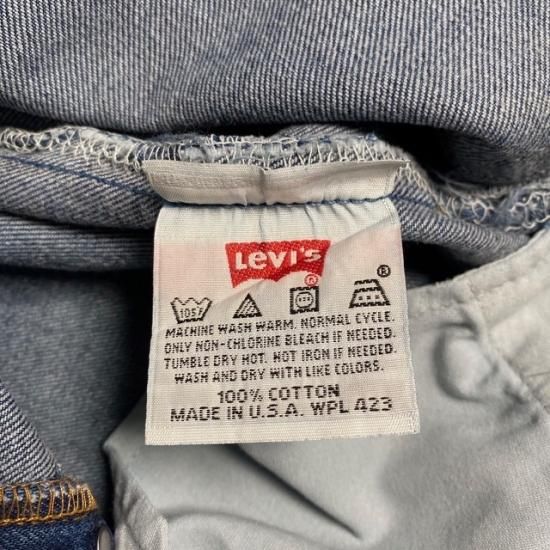 Levi's
®
®
105F
MACHINE WASH WARM. NORMAL CYCLE.
ONLY NON-CHLORINE BLEACH IF NEEDED.
TUMBLE DRY HOT. HOT IRON IF NEEDED.
WASH AND DRY WITH LIKE COLORS.
100% COTTON
MADE IN U.S.A. WPL 423